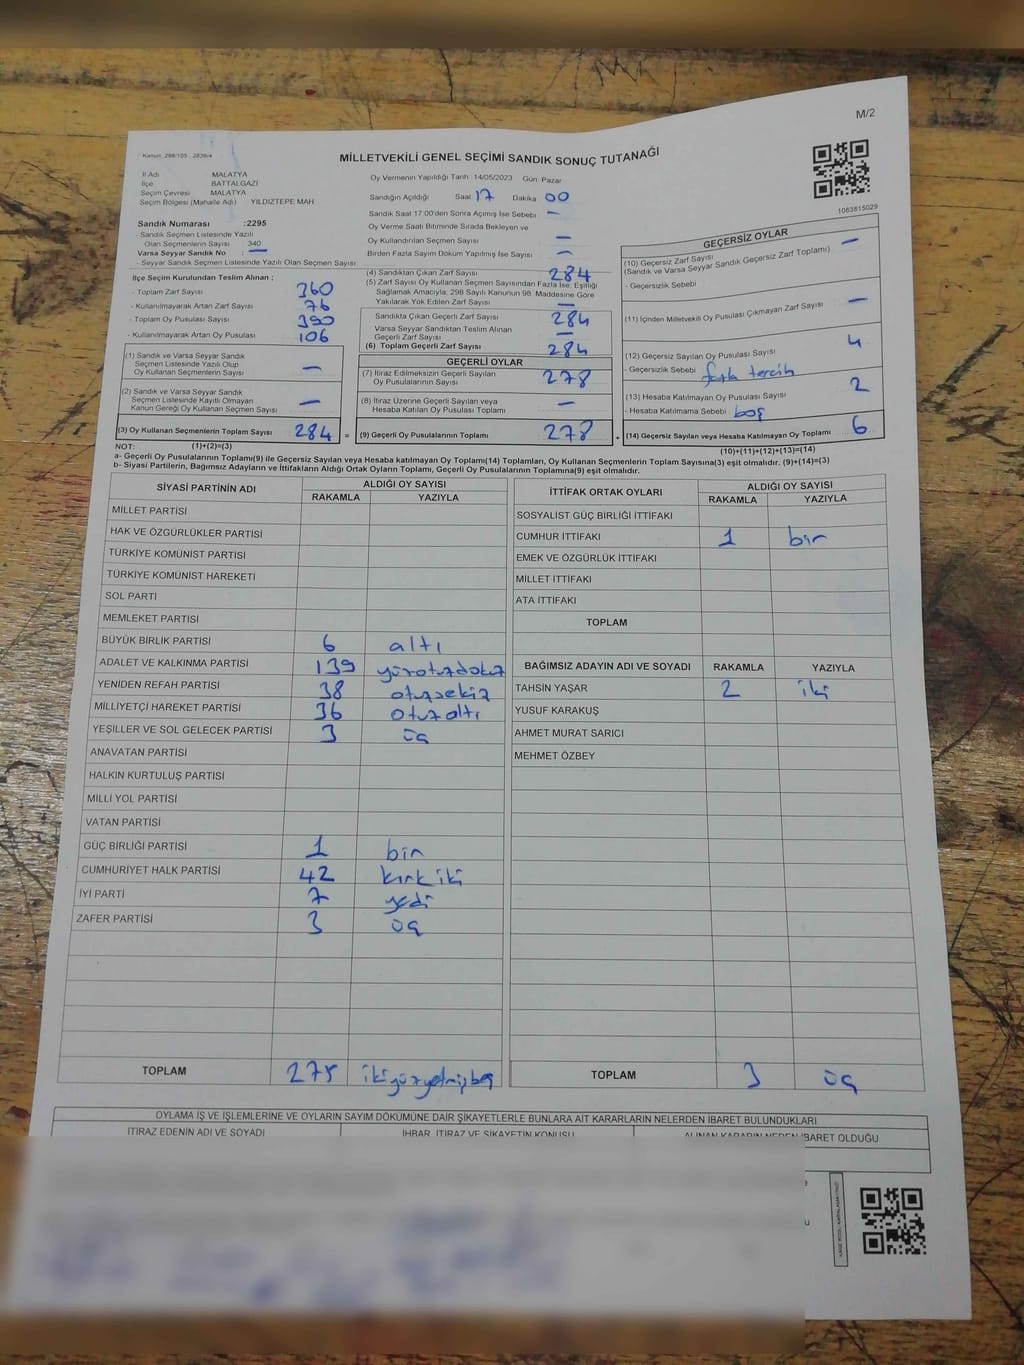 M/2
Kanun: 298/105 . 2839/4
MİLLETVEKİLİ GENEL SEÇİMİ SANDIK SONUÇ TUTANAĞI
1083815029
İl Adı MALATYA
İlçe BATTALGAZİ
Seçim Çevresi MALATYA
Seçim Bölgesi (Mahalle Adı) YILDIZTEPE MAH
Sandık Numarası :2295
- Sandık Seçmen Listesinde Yazılı
Olan Seçmenlerin Sayısı 340
Varsa Seyyar Sandık No : —
- Seyyar Sandık Seçmen Listesinde Yazılı Olan Seçmen Sayısı
İlçe Seçim Kurulundan Teslim Alınan ;
- Toplam Zarf Sayısı 360
- Kullanılmayarak Artan Zarf Sayısı 76
- Toplam Oy Pusulası Sayısı 390
- Kullanılmayarak Artan Oy Pusulası 106
(1) Sandık ve Varsa Seyyar Sandık
Seçmen Listesinde Yazılı Olup
Oy Kullanan Seçmenlerin Sayısı —
(2) Sandık ve Varsa Seyyar Sandık
Seçmen Listesinde Kayıtlı Olmayan
Kanun Gereği Oy Kullanan Seçmen Sayısı —
(3) Oy Kullanan Seçmenlerin Toplam Sayısı 284 =
Oy Vermenin Yapıldığı Tarih 14/05/2023 Gün Pazar
Sandığın Açıldığı Saat 17 Dakika 00
Sandık Saat 17:00'den Sonra Açılmış İse Sebebi —
Oy Verme Saati Bitiminde Sırada Bekleyen ve
Oy Kullandırılan Seçmen Sayısı —
Birden Fazla Sayım Döküm Yapılmış İse Sayısı —
(4) Sandıktan Çıkan Zarf Sayısı 284
(5) Zarf Sayısı Oy Kullanan Seçmen Sayısından Fazla İse, Eşitliği
Sağlamak Amacıyla, 298 Sayılı Kanunun 98. Maddesine Göre
Yakılarak Yok Edilen Zarf Sayısı —
Sandıkta Çıkan Geçerli Zarf Sayısı 284
Varsa Seyyar Sandıktan Teslim Alınan
Geçerli Zarf Sayısı —
(6) Toplam Geçerli Zarf Sayısı 284
GEÇERLİ OYLAR
(7) İtiraz Edilmeksizin Geçerli Sayılan
Oy Pusulalarının Sayısı 278
(8) İtiraz Üzerine Geçerli Sayılan veya
Hesaba Katılan Oy Pusulası Toplamı —
(9) Geçerli Oy Pusulalarının Toplamı 278 +
GEÇERSİZ OYLAR
(10) Geçersiz Zarf Sayısı —
(Sandık ve Varsa Seyyar Sandık Geçersiz Zarf Toplamı)
- Geçersizlik Sebebi
(11) İçinden Milletvekili Oy Pusulası Çıkmayan Zarf Sayısı —
(12) Geçersiz Sayılan Oy Pusulası Sayısı 4
- Geçersizlik Sebebi fazla tercih
(13) Hesaba Katılmayan Oy Pusulası Sayısı 2
- Hesaba Katılmama Sebebi boş
(14) Geçersiz Sayılan veya Hesaba Katılmayan Oy Toplamı 6
(10)+(11)+(12)+(13)=(14)
NOT: (1)+(2)=(3)
a- Geçerli Oy Pusulalarının Toplamı(9) ile Geçersiz Sayılan veya Hesaba katılmayan Oy Toplamı(14) Toplamları, Oy Kullanan Seçmenlerin Toplam Sayısına(3) eşit olmalıdır. (9)+(14)=(3)
b- Siyasi Partilerin, Bağımsız Adayların ve İttifakların Aldığı Ortak Oyların Toplamı, Geçerli Oy Pusulalarının Toplamına(9) eşit olmalıdır.
SİYASİ PARTİNİN ADI ALDIĞI OY SAYISI
RAKAMLA YAZIYLA
MİLLET PARTİSİ
HAK VE ÖZGÜRLÜKLER PARTİSİ
TÜRKİYE KOMÜNİST PARTİSİ
TÜRKİYE KOMÜNİST HAREKETİ
SOL PARTİ
MEMLEKET PARTİSİ
BÜYÜK BİRLİK PARTİSİ 6 altı
ADALET VE KALKINMA PARTİSİ 139 yüzotuzdokuz
YENİDEN REFAH PARTİSİ 38 otuzsekiz
MİLLİYETÇİ HAREKET PARTİSİ 36 otuzaltı
YEŞİLLER VE SOL GELECEK PARTİSİ 3 üç
ANAVATAN PARTİSİ
HALKIN KURTULUŞ PARTİSİ
MİLLİ YOL PARTİSİ
VATAN PARTİSİ
GÜÇ BİRLİĞİ PARTİSİ 1 bir
CUMHURİYET HALK PARTİSİ 42 kırkiki
İYİ PARTİ 7 yedi
ZAFER PARTİSİ 3 üç
TOPLAM 275 ikiyüzyetmişbeş
İTTİFAK ORTAK OYLARI ALDIĞI OY SAYISI
RAKAMLA YAZIYLA
SOSYALİST GÜÇ BİRLİĞİ İTTİFAKI
CUMHUR İTTİFAKI 1 bir
EMEK VE ÖZGÜRLÜK İTTİFAKI
MİLLET İTTİFAKI
ATA İTTİFAKI
TOPLAM
BAĞIMSIZ ADAYIN ADI VE SOYADI RAKAMLA YAZIYLA
TAHSİN YAŞAR 2 iki
YUSUF KARAKUŞ
AHMET MURAT SARICI
MEHMET ÖZBEY
TOPLAM 3 üç
OYLAMA İŞ VE İŞLEMLERİNE VE OYLARIN SAYIM DÖKÜMÜNE DAİR ŞİKAYETLERLE BUNLARA AİT KARARLARIN NELERDEN İBARET BULUNDUKLARI
İTİRAZ EDENİN ADI VE SOYADI İHBAR, İTİRAZ VE ŞİKAYETİN KONUSU ALINAN KARARIN NEDEN İBARET OLDUĞU